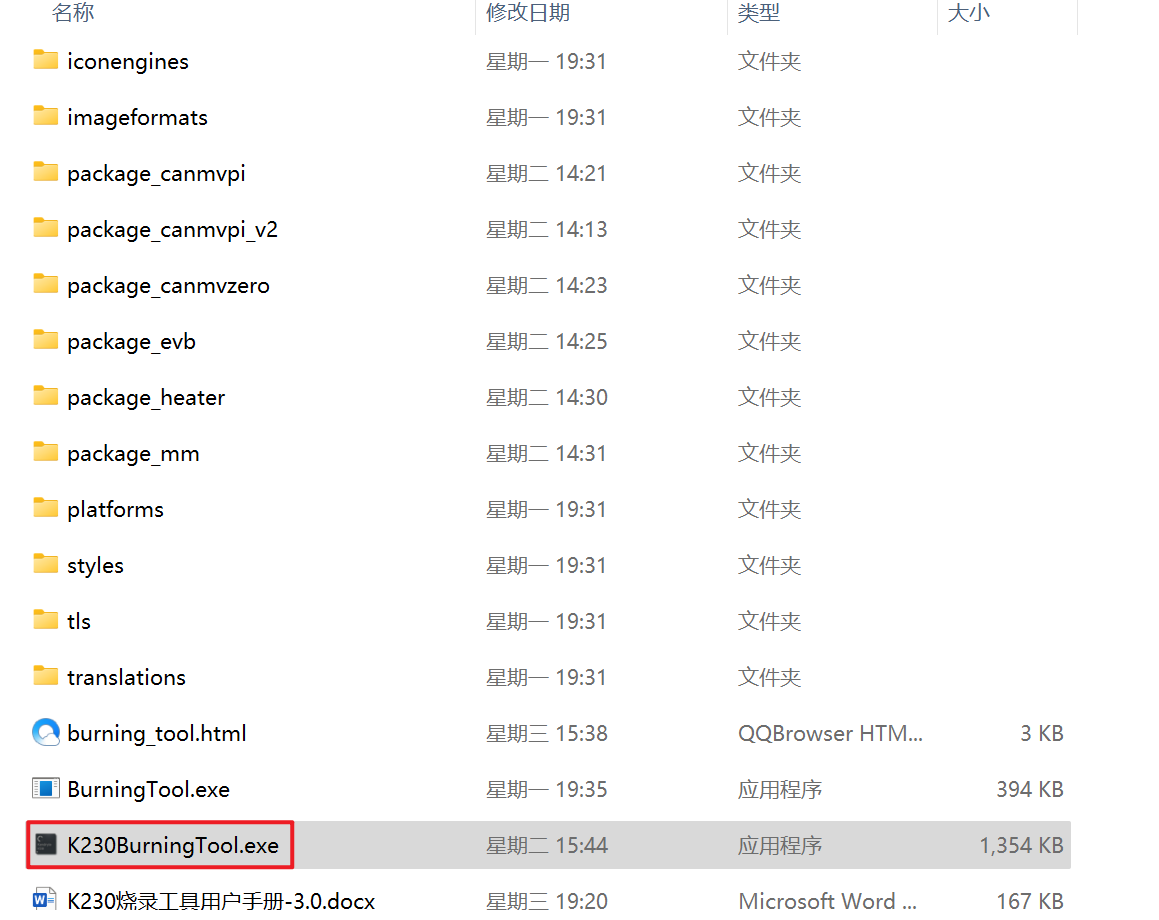 名称 修改日期 类型 大小
iconengines 星期一 19:31 文件夹
imageformats 星期一 19:31 文件夹
package_canmvpi 星期二 14:21 文件夹
package_canmvpi_v2 星期二 14:13 文件夹
package_canmvzero 星期二 14:23 文件夹
package_evb 星期二 14:25 文件夹
package_heater 星期二 14:30 文件夹
package_mm 星期二 14:31 文件夹
platforms 星期一 19:31 文件夹
styles 星期一 19:31 文件夹
tls 星期一 19:31 文件夹
translations 星期一 19:31 文件夹
burning_tool.html 星期三 15:38 QQBrowser HTM... 3 KB
BurningTool.exe 星期一 19:35 应用程序 394 KB
K230BurningTool.exe 星期二 15:44 应用程序 1,354 KB
K230烧录工具用户手册-3.0.docx 星期三 19:20 Microsoft Word ... 167 KB